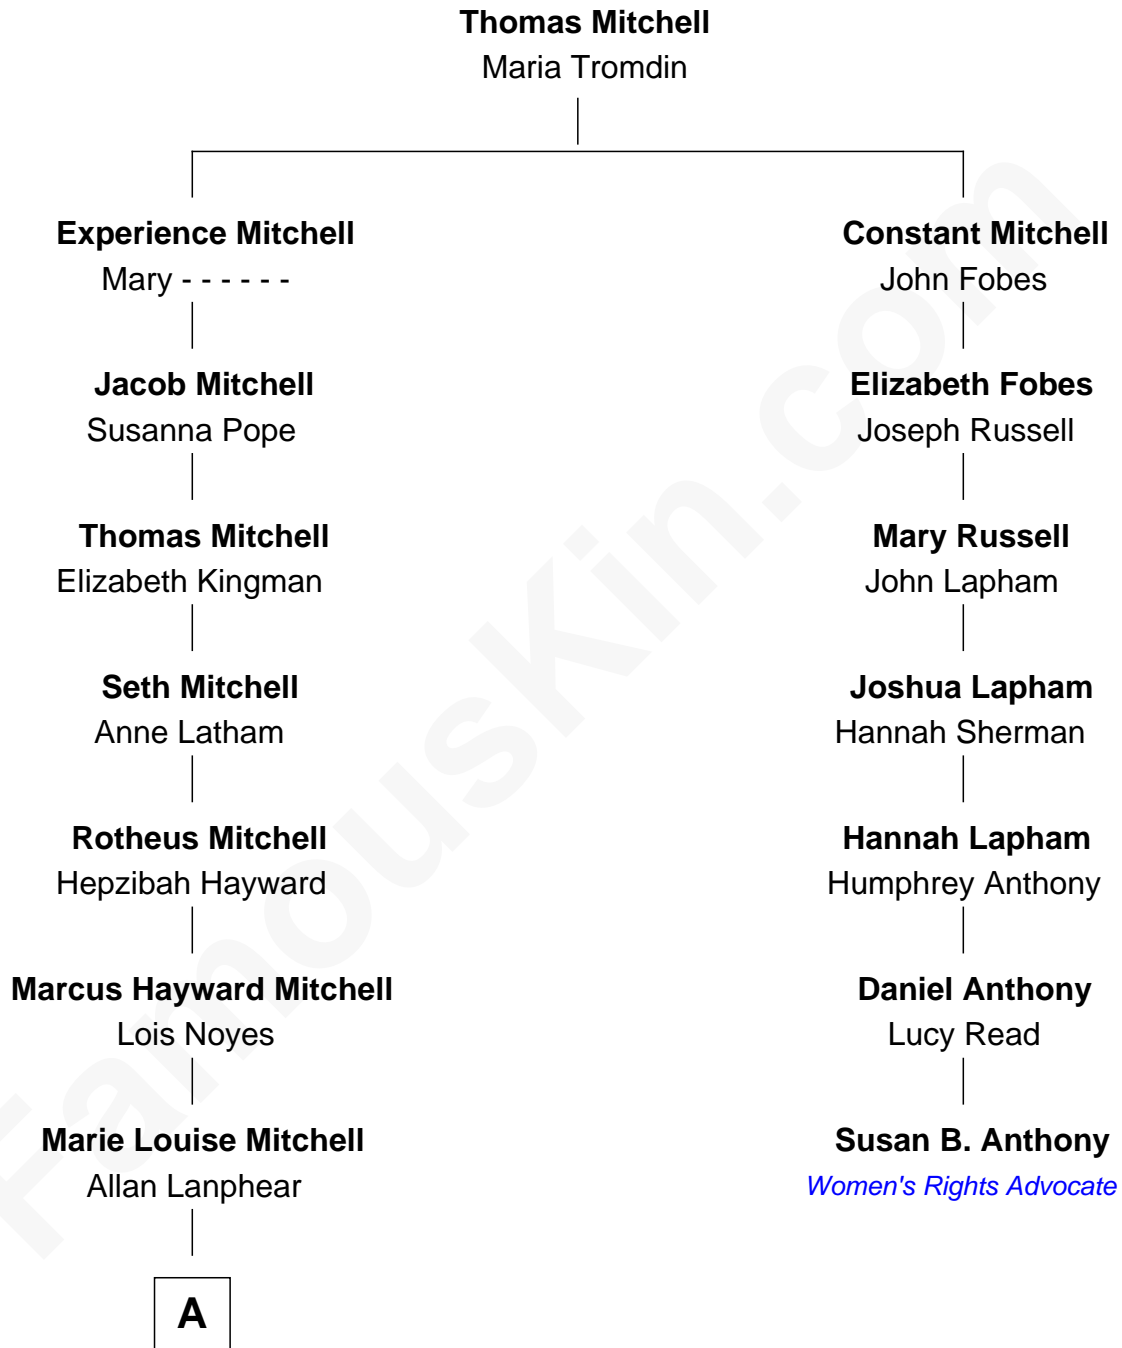 Thomas Mitchell
Maria Tromdin
Experience Mitchell
Mary - - - - - -
Constant Mitchell
John Fobes
Jacob Mitchell
Susanna Pope
Elizabeth Fobes
Joseph Russell
Thomas Mitchell
Elizabeth Kingman
Mary Russell
John Lapham
Seth Mitchell
Anne Latham
Joshua Lapham
Hannah Sherman
Rotheus Mitchell
Hepzibah Hayward
Hannah Lapham
Humphrey Anthony
Marcus Hayward Mitchell
Lois Noyes
Daniel Anthony
Lucy Read
Marie Louise Mitchell
Allan Lanphear
Susan B. Anthony
Women's Rights Advocate
A
FamousKin.com